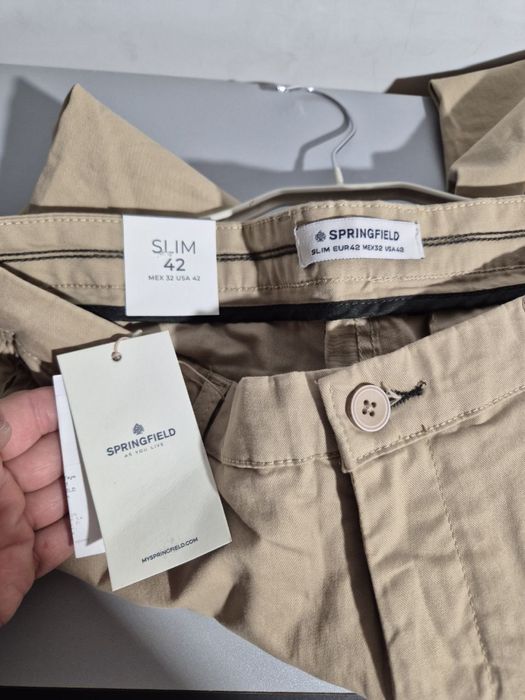 SLIM
42
MEX 32 USA 42
SPRINGFIELD
SLIM EUR42 MEX32 USA42
SPRINGFIELD
AS YOU LIVE
MYSPRINGFIELD.COM